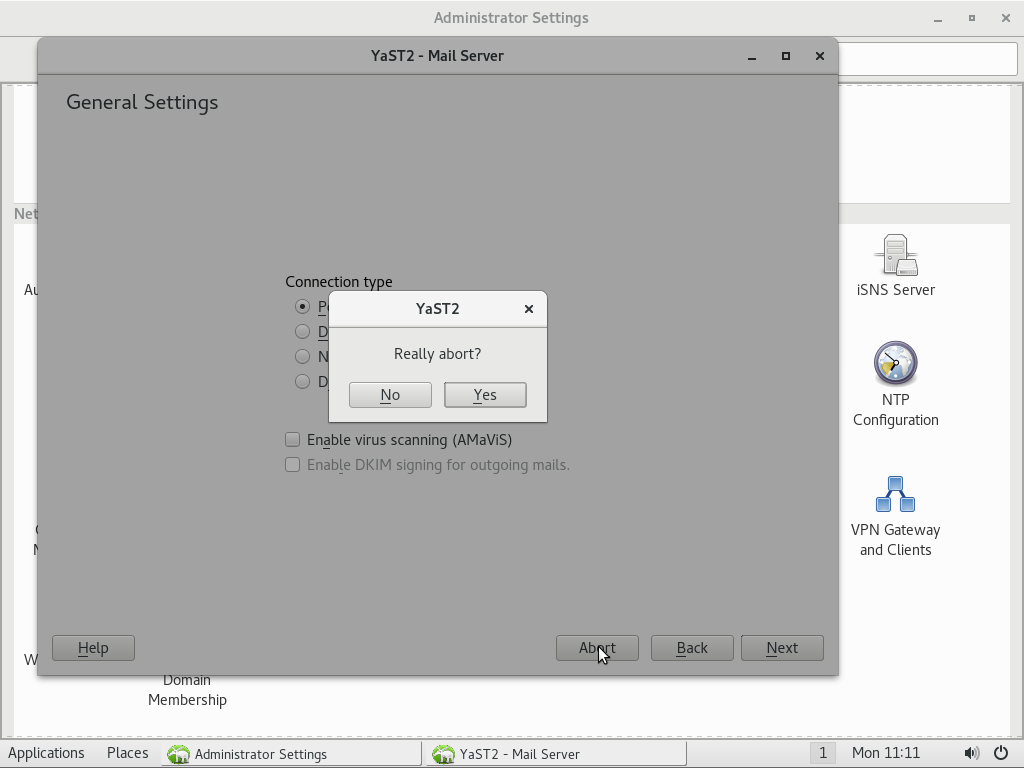 Administrator Settings
YaST2 - Mail Server
General Settings
Net
Connection type
YaST2
Really abort?
No
Yes
Enable virus scanning (AMaViS)
Enable DKIM signing for outgoing mails.
iSNS Server
NTP
Configuration
VPN Gateway
and Clients
Help
Abort
Back
Next
Domain
Membership
Applications
Places
Administrator Settings
YaST2 - Mail Server
1
Mon 11:11